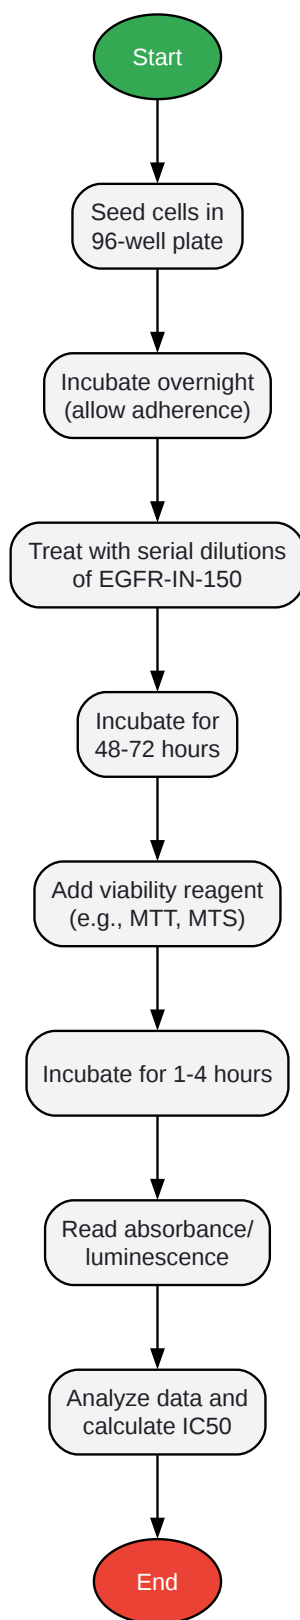 Start
Seed cells in
96-well plate
Incubate overnight
(allow adherence)
Treat with serial dilutions
of EGFR-IN-150
Incubate for
48-72 hours
Add viability reagent
(e.g., MTT, MTS)
Incubate for 1-4 hours
Read absorbance/
luminescence
Analyze data and
calculate IC50
End